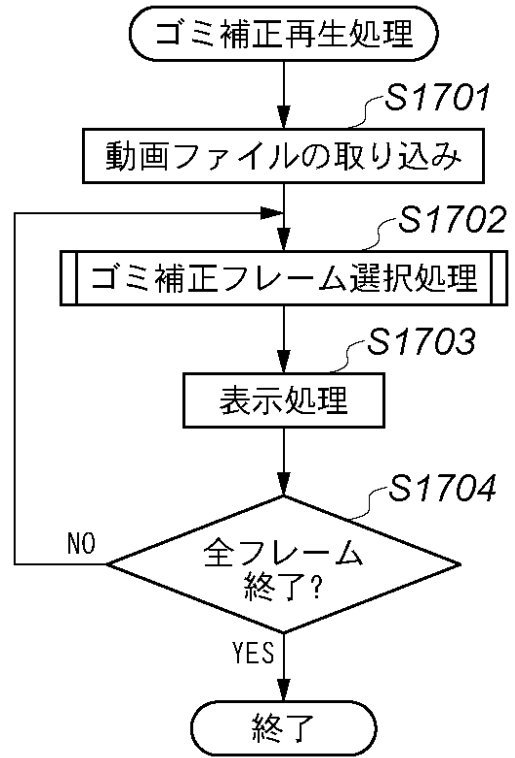 ゴミ補正再生処理
S1701
動画ファイルの取り込み
S1702
ゴミ補正フレーム選択処理
S1703
表示処理
S1704
全フレーム
終了?
NO
YES
終了